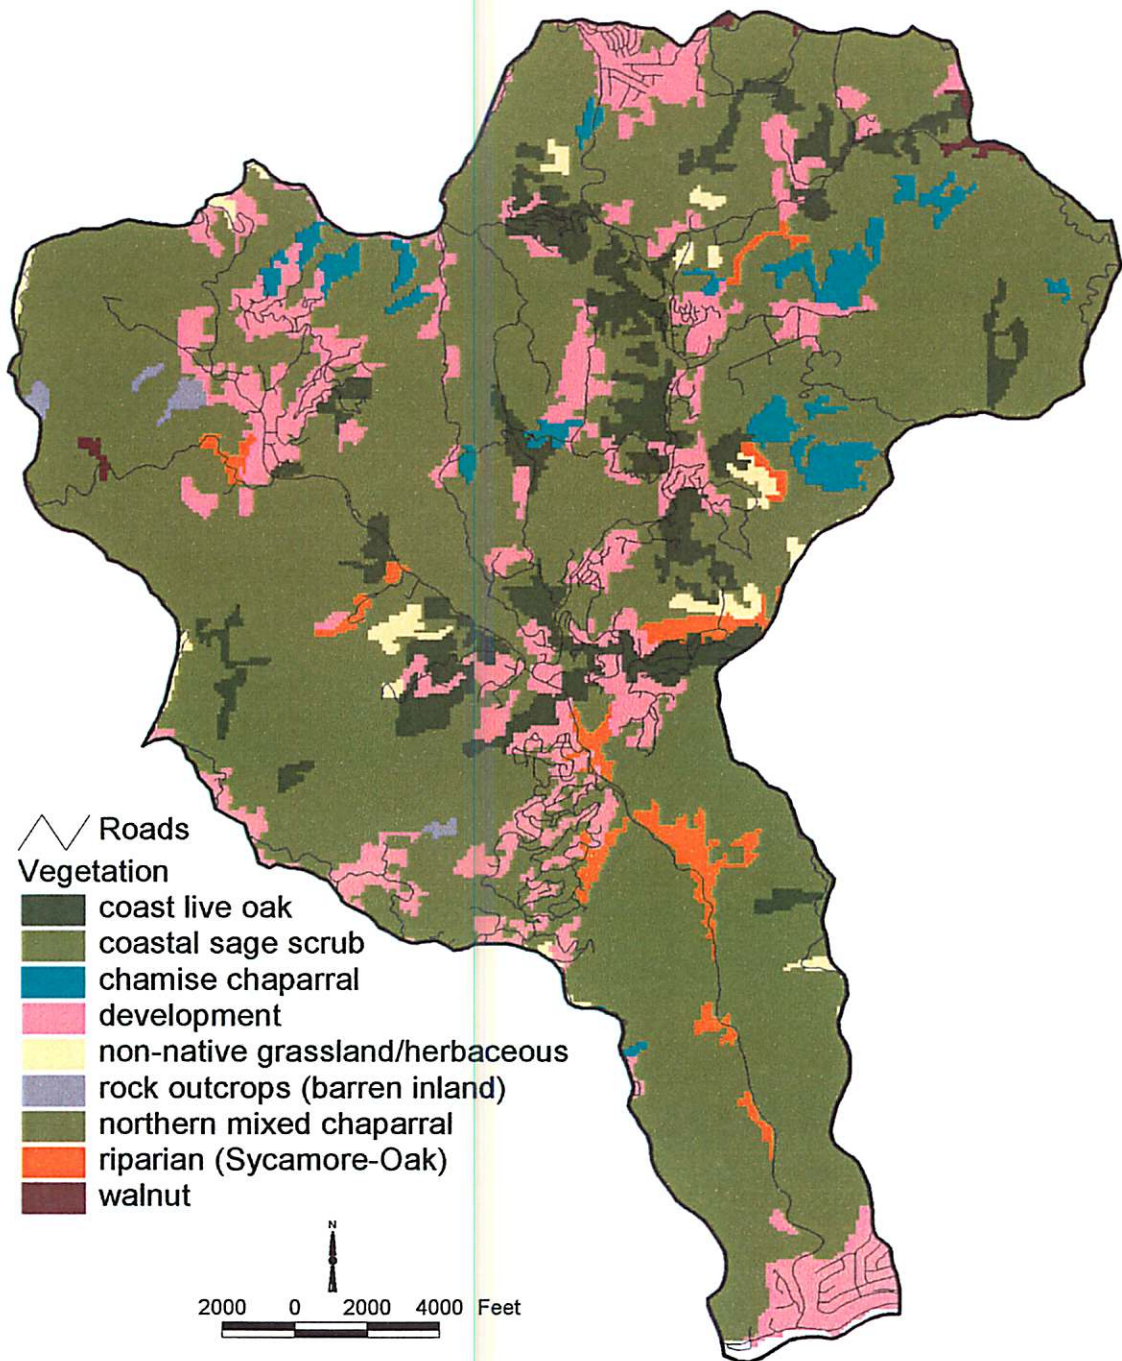 Roads
Vegetation
coast live oak
coastal sage scrub
chamise chaparral
development
non-native grassland/herbaceous
rock outcrops (barren inland)
northern mixed chaparral
riparian (Sycamore-Oak)
walnut
N
2000 0 2000 4000 Feet